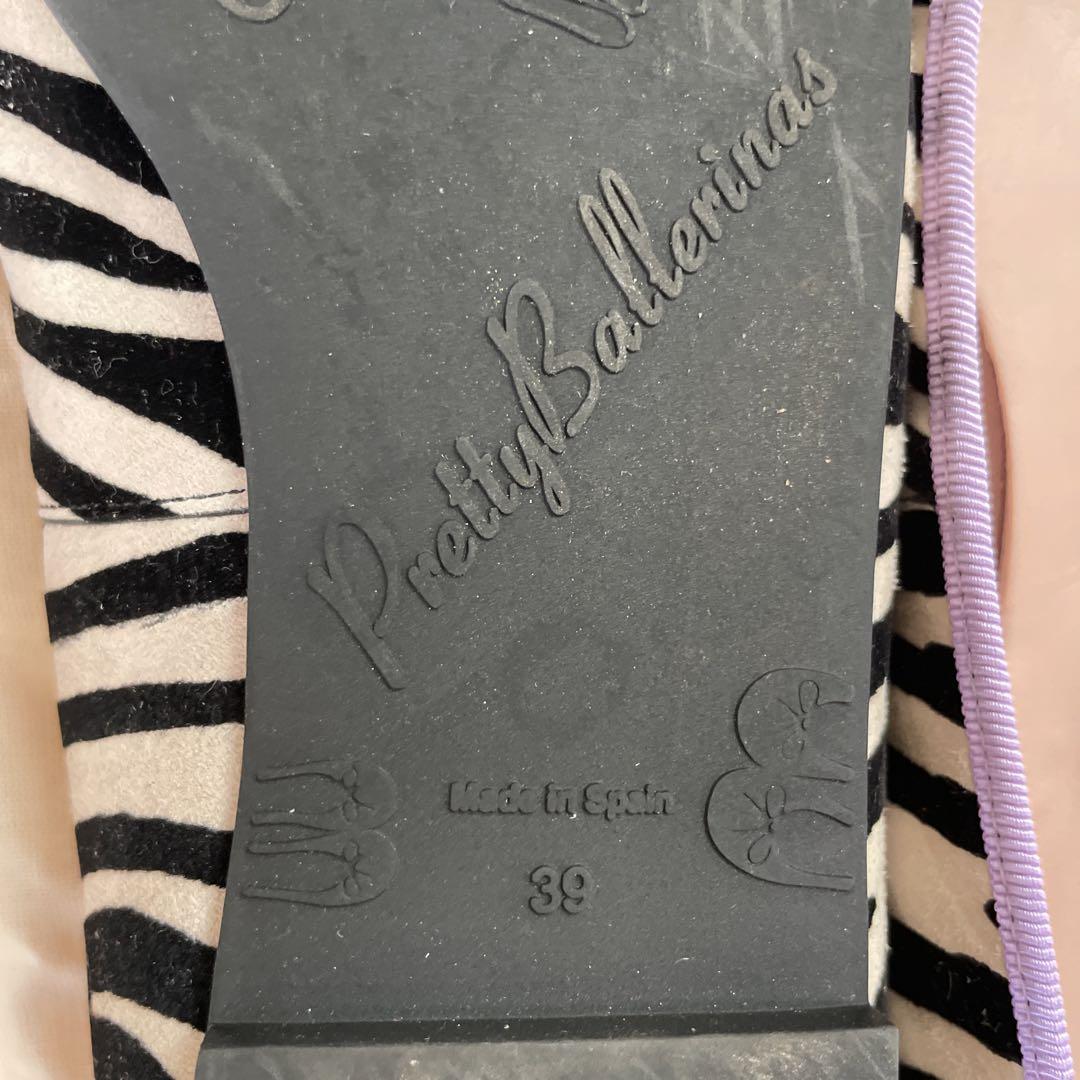 PrettyBallerinas
Made in Spain
39